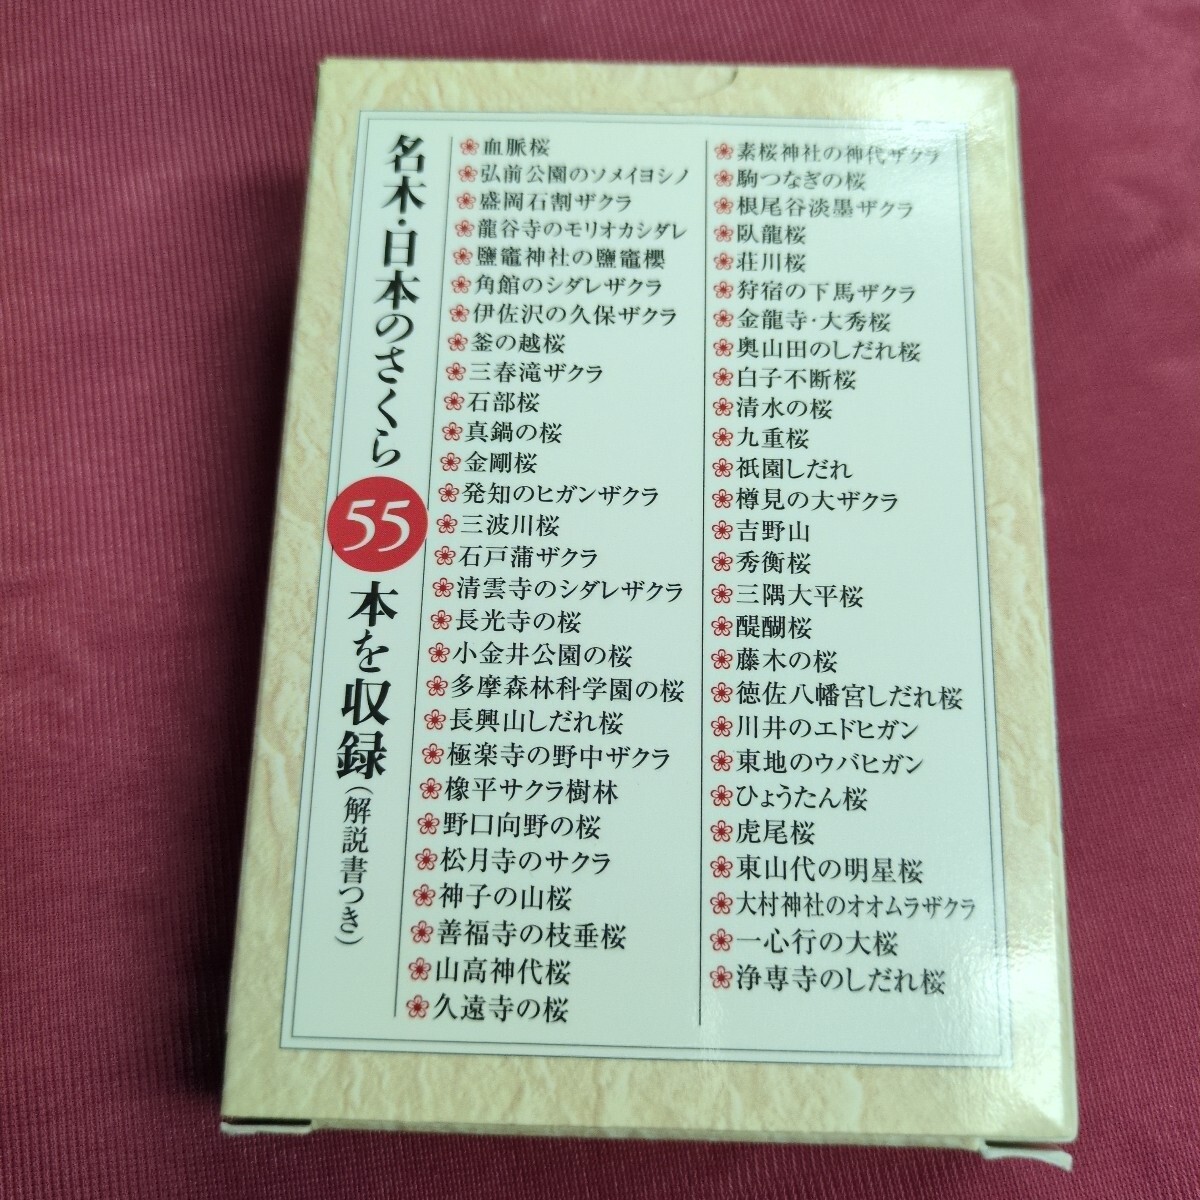 名木・日本のさくら55本を収録(解説書つき)
血脈桜
弘前公園のソメイヨシノ
盛岡石割ザクラ
龍谷寺のモリオカシダレ
鹽竈神社の鹽竈櫻
角館のシダレザクラ
伊佐沢の久保ザクラ
釜の越桜
三春滝ザクラ
石部桜
真鍋の桜
金剛桜
発知のヒガンザクラ
三波川桜
石戸蒲ザクラ
清雲寺のシダレザクラ
長光寺の桜
小金井公園の桜
多摩森林科学園の桜
長興山しだれ桜
極楽寺の野中ザクラ
橡平サクラ樹林
野口向野の桜
松月寺のサクラ
神子の山桜
善福寺の枝垂桜
山高神代桜
久遠寺の桜
素桜神社の神代ザクラ
駒つなぎの桜
根尾谷淡墨ザクラ
臥龍桜
荘川桜
狩宿の下馬ザクラ
金龍寺・大秀桜
奥山田のしだれ桜
白子不断桜
清水の桜
九重桜
祇園しだれ
樽見の大ザクラ
吉野山
秀衡桜
三隅大平桜
醍醐桜
藤木の桜
徳佐八幡宮しだれ桜
川井のエドヒガン
東地のウバヒガン
ひょうたん桜
虎尾桜
東山代の明星桜
大村神社のオオムラザクラ
一心行の大桜
浄専寺のしだれ桜